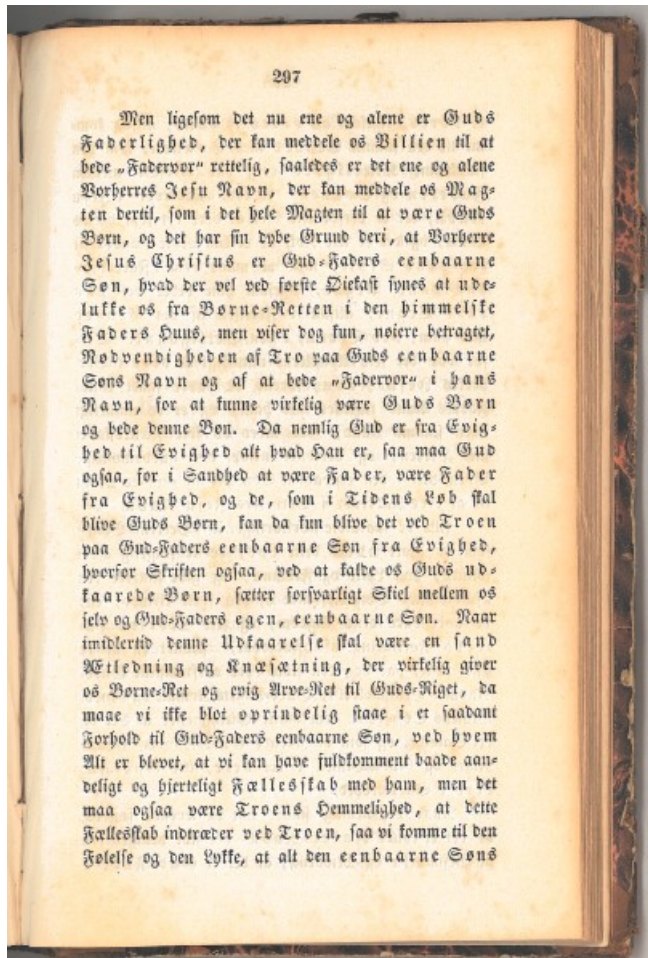 297
Men ligesom det nu ene og alene er Guds
Faderlighed, der kan meddele os Villien til at
bede „Fadervor“ rettelig, saaledes er det ene og alene
Vorherres Jesu Navn, der kan meddele os Mag-
ten dertil, som i det hele Magten til at være Guds
Børn, og det har sin dybe Grund deri, at Vorherre
Jesus Christus er Gud-Faders eenbaarne
Søn, hvad der vel ved første Øiekast synes at ude-
lukke os fra Børne-Retten i den himmelske
Faders Huus, men viser dog kun, nøiere betragtet,
Nødvendigheden af Tro paa Guds eenbaarne
Søns Navn og af at bede „Fadervor“ i hans
Navn, for at kunne virkelig være Guds Børn
og bede denne Bøn. Da nemlig Gud er fra Evig-
hed til Evighed alt hvad Han er, saa maa Gud
ogsaa, for i Sandhed at være Fader, være Fader
fra Evighed, og de, som i Tidens Løb skal
blive Guds Børn, kan da kun blive det ved Troen
paa Gud-Faders eenbaarne Søn fra Evighed,
hvorfor Skriften ogsaa, ved at kalde os Guds ud-
kaarede Børn, sætter forsvarligt Skiel mellem os
selv og Gud-Faders egen, eenbaarne Søn. Naar
imidlertid denne Udkaarelse skal være en sand
Ætledning og Knæsætning, der virkelig giver
os Børne-Ret og evig Arve-Ret til Guds-Riget, da
maae vi ikke blot oprindelig staae i et saadant
Forhold til Gud-Faders eenbaarne Søn, ved hvem
Alt er blevet, at vi kan have fuldkomment baade aan-
deligt og hjerteligt Fællesskab med ham, men det
maa ogsaa være Troens Hemmelighed, at dette
Fællesskab indtræder ved Troen, saa vi komme til den
Følelse og den Lykke, at alt den eenbaarne Søns